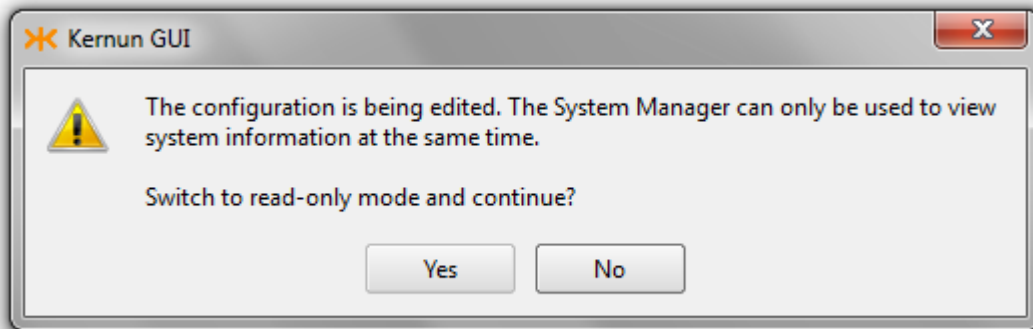 Kernun GUI
The configuration is being edited. The System Manager can only be used to view
system information at the same time.
Switch to read-only mode and continue?
Yes
No